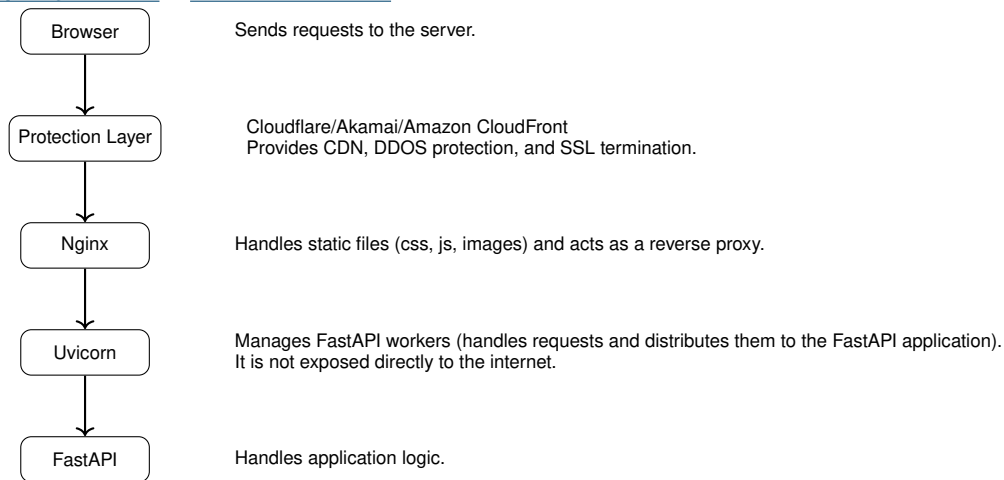 Browser
Sends requests to the server.
Protection Layer
Cloudflare/Akamai/Amazon CloudFront
Provides CDN, DDOS protection, and SSL termination.
Nginx
Handles static files (css, js, images) and acts as a reverse proxy.
Uvicorn
Manages FastAPI workers (handles requests and distributes them to the FastAPI application).
It is not exposed directly to the internet.
FastAPI
Handles application logic.